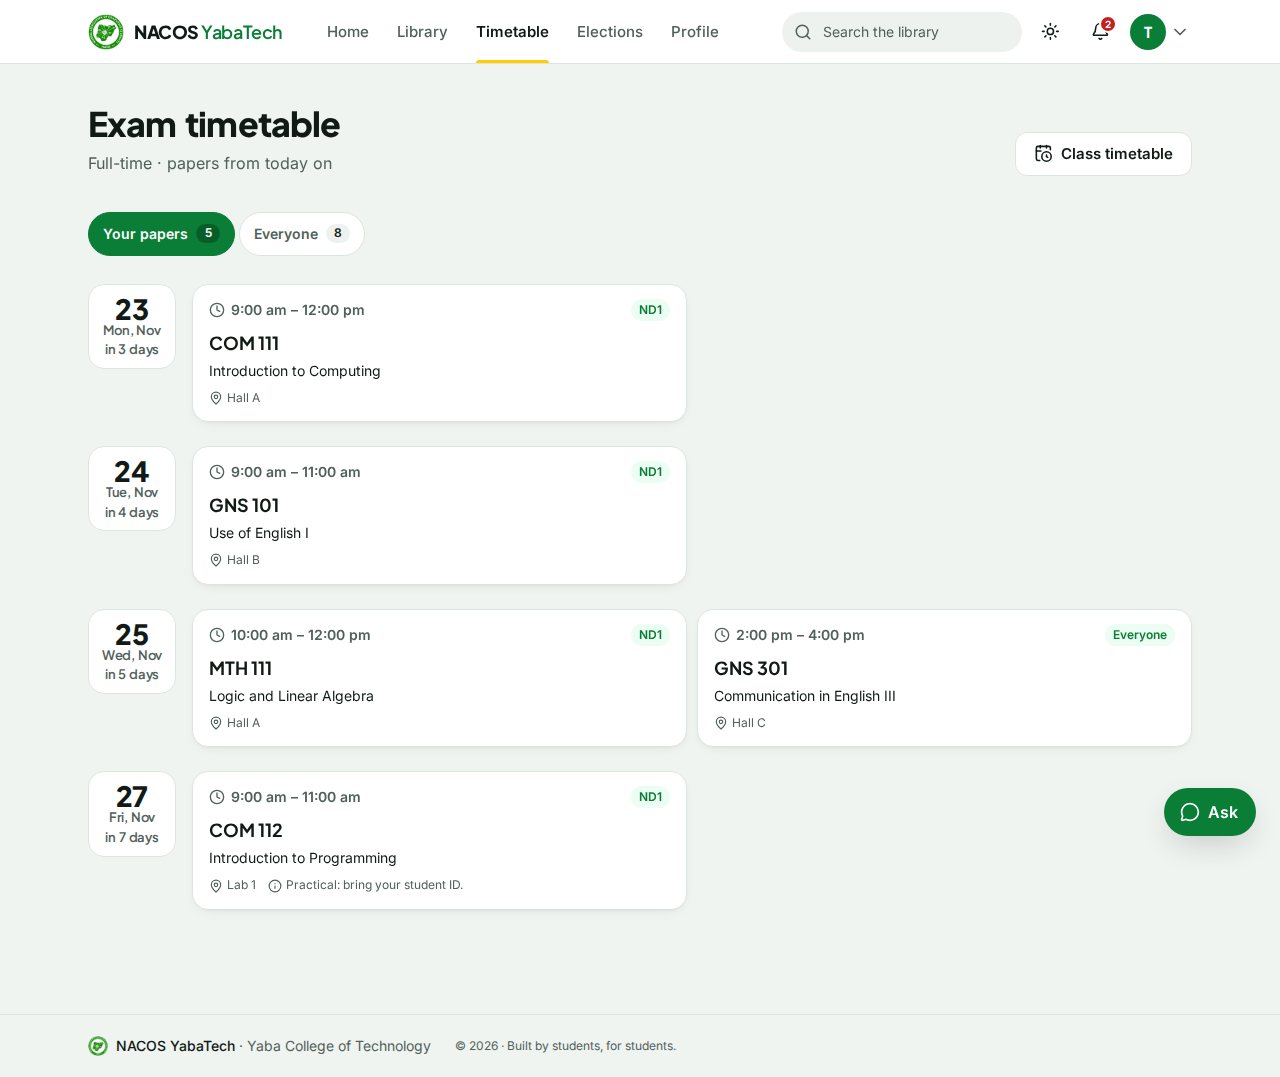 NACOS YabaTech
Home
Library
Timetable
Elections
Profile
Search the library
2
T
Exam timetable
Full-time · papers from today on
Class timetable
Your papers 5
Everyone 8
23
Mon, Nov
in 3 days
9:00 am – 12:00 pm
ND1
COM 111
Introduction to Computing
Hall A
24
Tue, Nov
in 4 days
9:00 am – 11:00 am
ND1
GNS 101
Use of English I
Hall B
25
Wed, Nov
in 5 days
10:00 am – 12:00 pm
ND1
MTH 111
Logic and Linear Algebra
Hall A
2:00 pm – 4:00 pm
Everyone
GNS 301
Communication in English III
Hall C
27
Fri, Nov
in 7 days
9:00 am – 11:00 am
ND1
COM 112
Introduction to Programming
Lab 1
Practical: bring your student ID.
Ask
NACOS YabaTech · Yaba College of Technology
© 2026 · Built by students, for students.